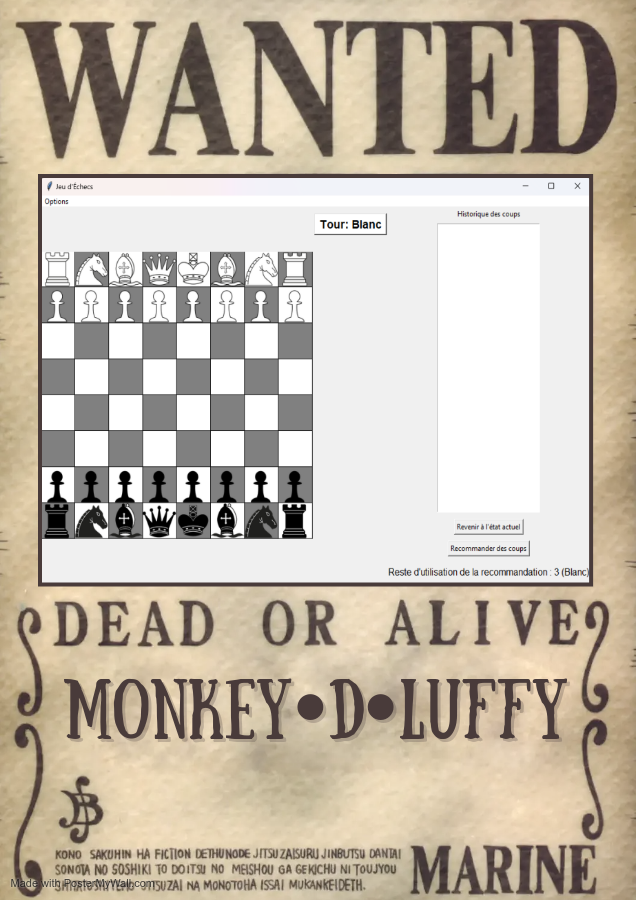 WANTED
Jeu d'Échecs
Options
Tour: Blanc
Historique des coups
Revenir à l'état actuel
Recommander des coups
Reste d'utilisation de la recommandation : 3 (Blanc)
DEAD OR ALIVE
MONKEY•D•LUFFY
KONO SAKUHIN HA FICTION DETHUNODE JITSUZAISURU JINBUTSU DANTAI
SONOTA NO SOSHIKI TO DOITSU NO MEISHOU GA GEKICHU NI TOUJYOU
JITSUZAI NA MONOTOHA ISSAI MUKANKEIDETH.
MARINE
Made with PosterMyWall.com